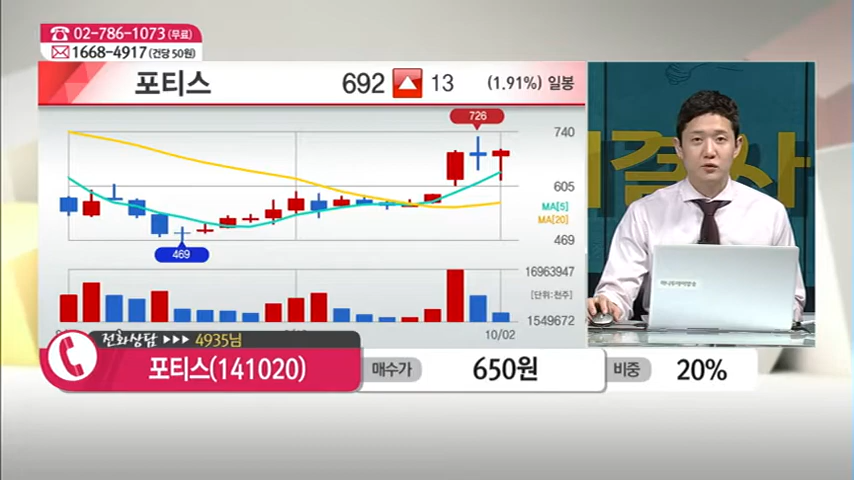 02-786-1073 (무료)
1668-4917 (건당 50원)
포티스 692 13 (1.91%) 일봉
726
740
605
MA[5]
MA[20]
469
469
16963947
[단위:천주]
1549672
10/02
전화상담 ▶▶▶ 4935님
포티스(141020) 매수가 650원 비중 20%
결사